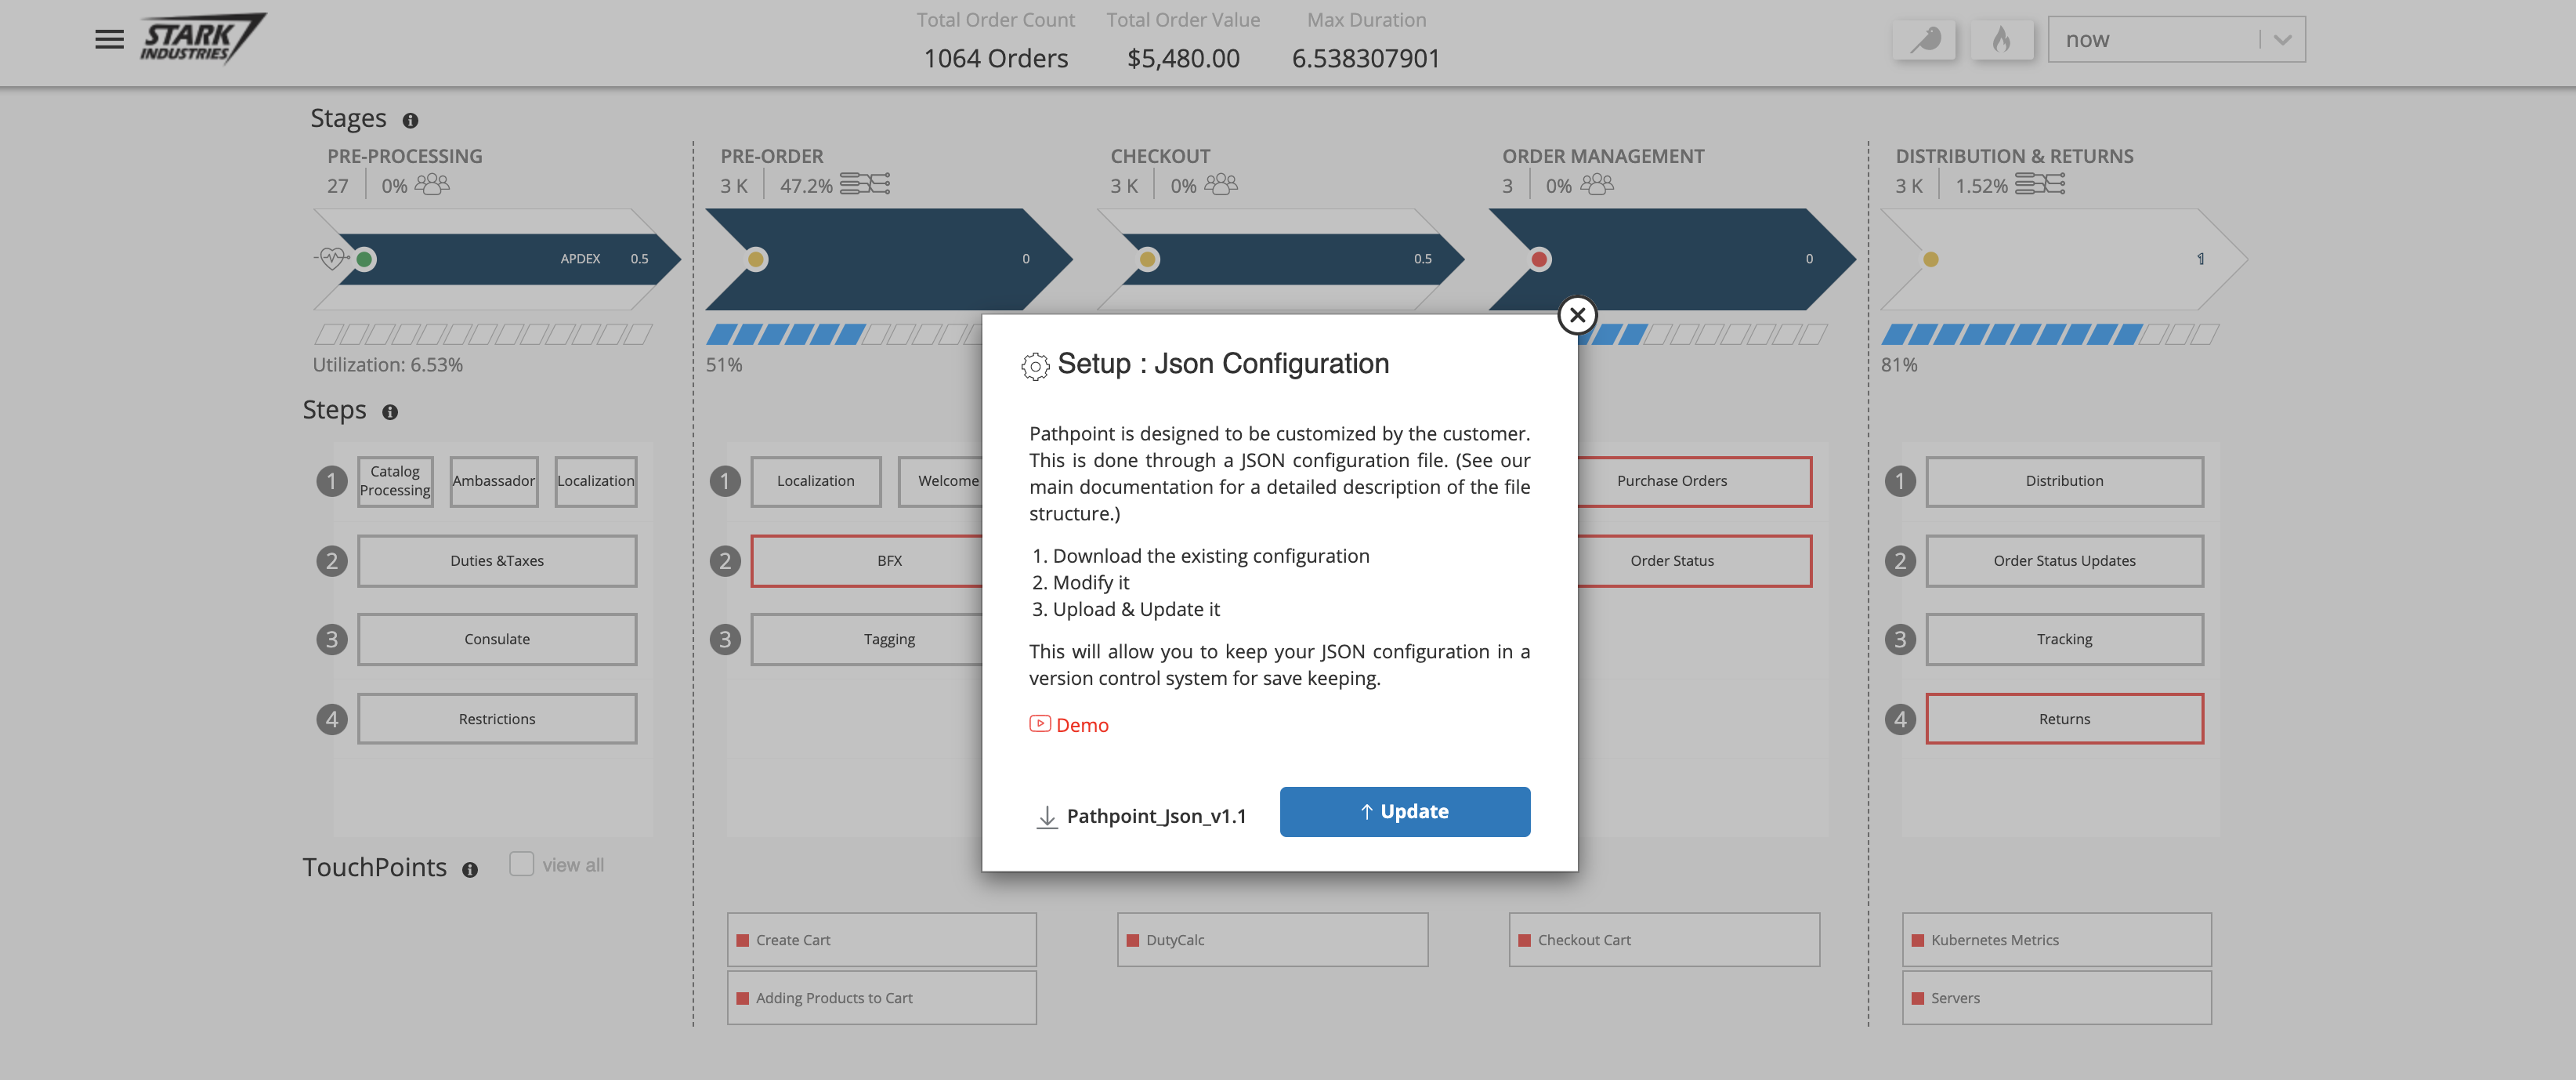 STARK
INDUSTRIES
Total Order Count
1064 Orders
Total Order Value
$5,480.00
Max Duration
6.538307901
now
Stages
PRE-PROCESSING
27
0%
PRE-ORDER
3 K
47.2%
CHECKOUT
3 K
0%
ORDER MANAGEMENT
3
0%
DISTRIBUTION & RETURNS
3 K
1.52%
APDEX
0.5
0
0.5
0
1
Utilization: 6.53%
51%
81%
Steps
1
Catalog
Processing
Ambassador
Localization
2
Duties &Taxes
3
Consulate
4
Restrictions
1
Localization
Welcome
2
BFX
3
Tagging
Purchase Orders
Order Status
1
Distribution
2
Order Status Updates
3
Tracking
4
Returns
Setup : Json Configuration
Pathpoint is designed to be customized by the customer.
This is done through a JSON configuration file. (See our
main documentation for a detailed description of the file
structure.)
1. Download the existing configuration
2. Modify it
3. Upload & Update it
This will allow you to keep your JSON configuration in a
version control system for save keeping.
Demo
Pathpoint_Json_v1.1
Update
TouchPoints
view all
Create Cart
Adding Products to Cart
DutyCalc
Checkout Cart
Kubernetes Metrics
Servers